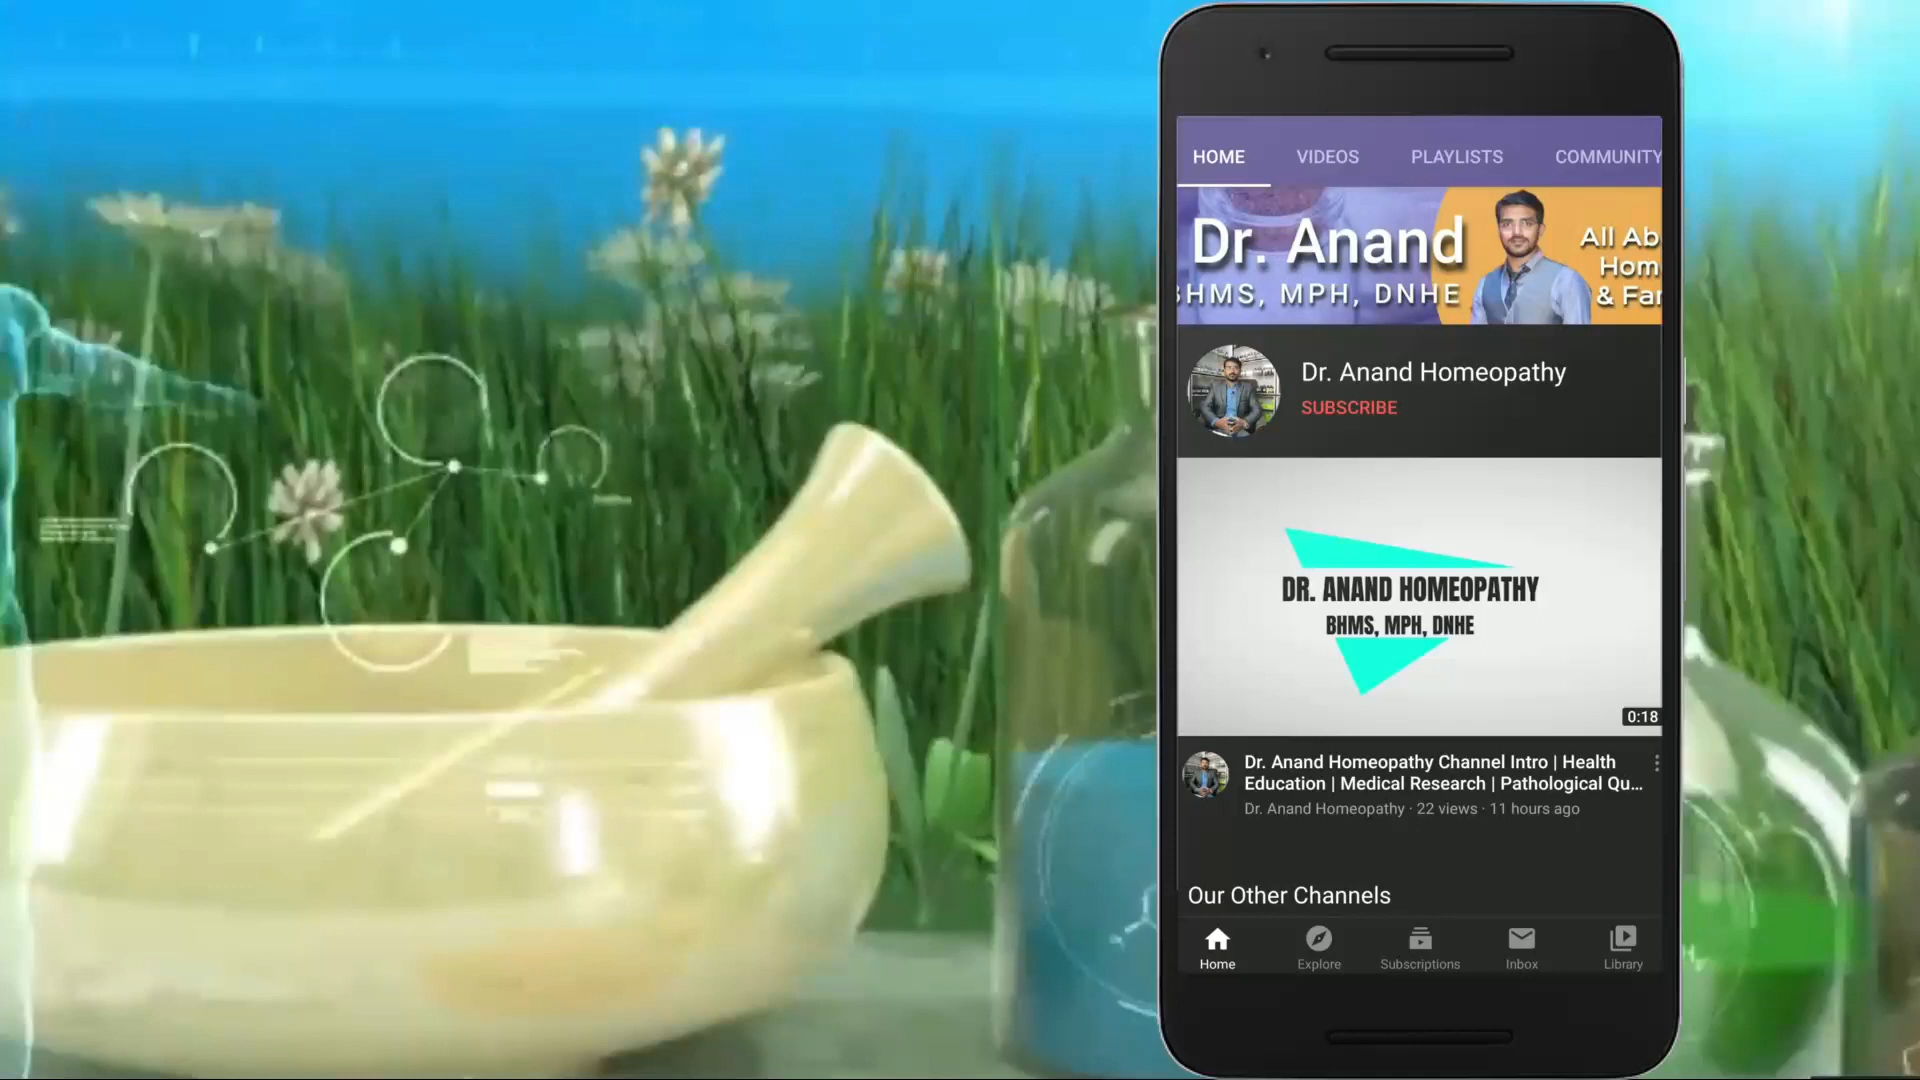 HOME VIDEOS PLAYLISTS COMMUNITY
Dr. Anand
BHMS, MPH, DNHE
All Ab
Hom
& Far
Dr. Anand Homeopathy
SUBSCRIBE
DR. ANAND HOMEOPATHY
BHMS, MPH, DNHE
0:18
Dr. Anand Homeopathy Channel Intro | Health
Education | Medical Research | Pathological Qu...
Dr. Anand Homeopathy · 22 views · 11 hours ago
Our Other Channels
Home Explore Subscriptions Inbox Library